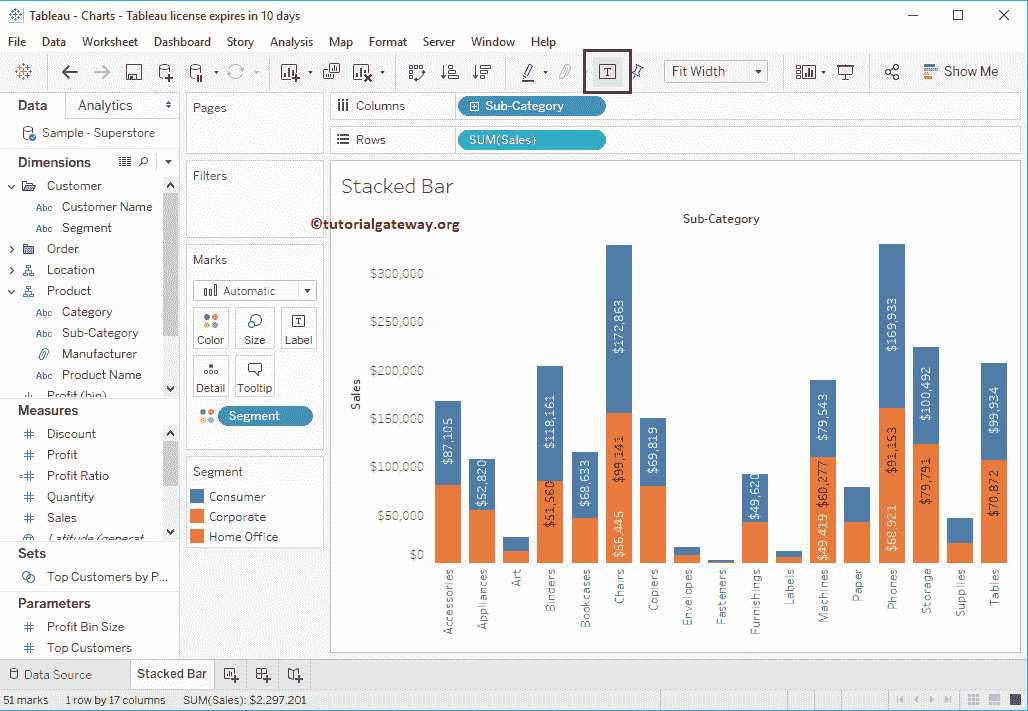 Tableau - Charts - Tableau license expires in 10 days
File Data Worksheet Dashboard Story Analysis Map Format Server Window Help
T Fit Width Show Me
Data Analytics
Sample - Superstore
Dimensions
Customer
Abc Customer Name
Abc Segment
Order
Location
Product
Abc Category
Abc Sub-Category
Manufacturer
Abc Product Name
Profit (bin)
Measures
# Discount
# Profit
=# Profit Ratio
# Quantity
# Sales
Latitude (generat
Sets
Top Customers by P...
Parameters
# Profit Bin Size
# Top Customers
Pages
Filters
Marks
Automatic
Color Size T Label
Detail Tooltip
Segment
Segment
Consumer
Corporate
Home Office
Columns Sub-Category
Rows SUM(Sales)
Stacked Bar
©tutorialgateway.org
Sub-Category
Sales
$300,000
$250,000
$200,000
$150,000
$100,000
$50,000
$0
$87,105
$52,820
$118,161
$51,560
$68,633
$172,863
$99,141
$56,445
$69,819
$49,620
$79,543
$60,277
$49,419
$169,933
$91,153
$68,921
$100,492
$79,791
$99,934
$70,872
Accessories
Appliances
Art
Binders
Bookcases
Chairs
Copiers
Envelopes
Fasteners
Furnishings
Labels
Machines
Paper
Phones
Storage
Supplies
Tables
Data Source Stacked Bar
51 marks 1 row by 17 columns SUM(Sales): $2,297,201